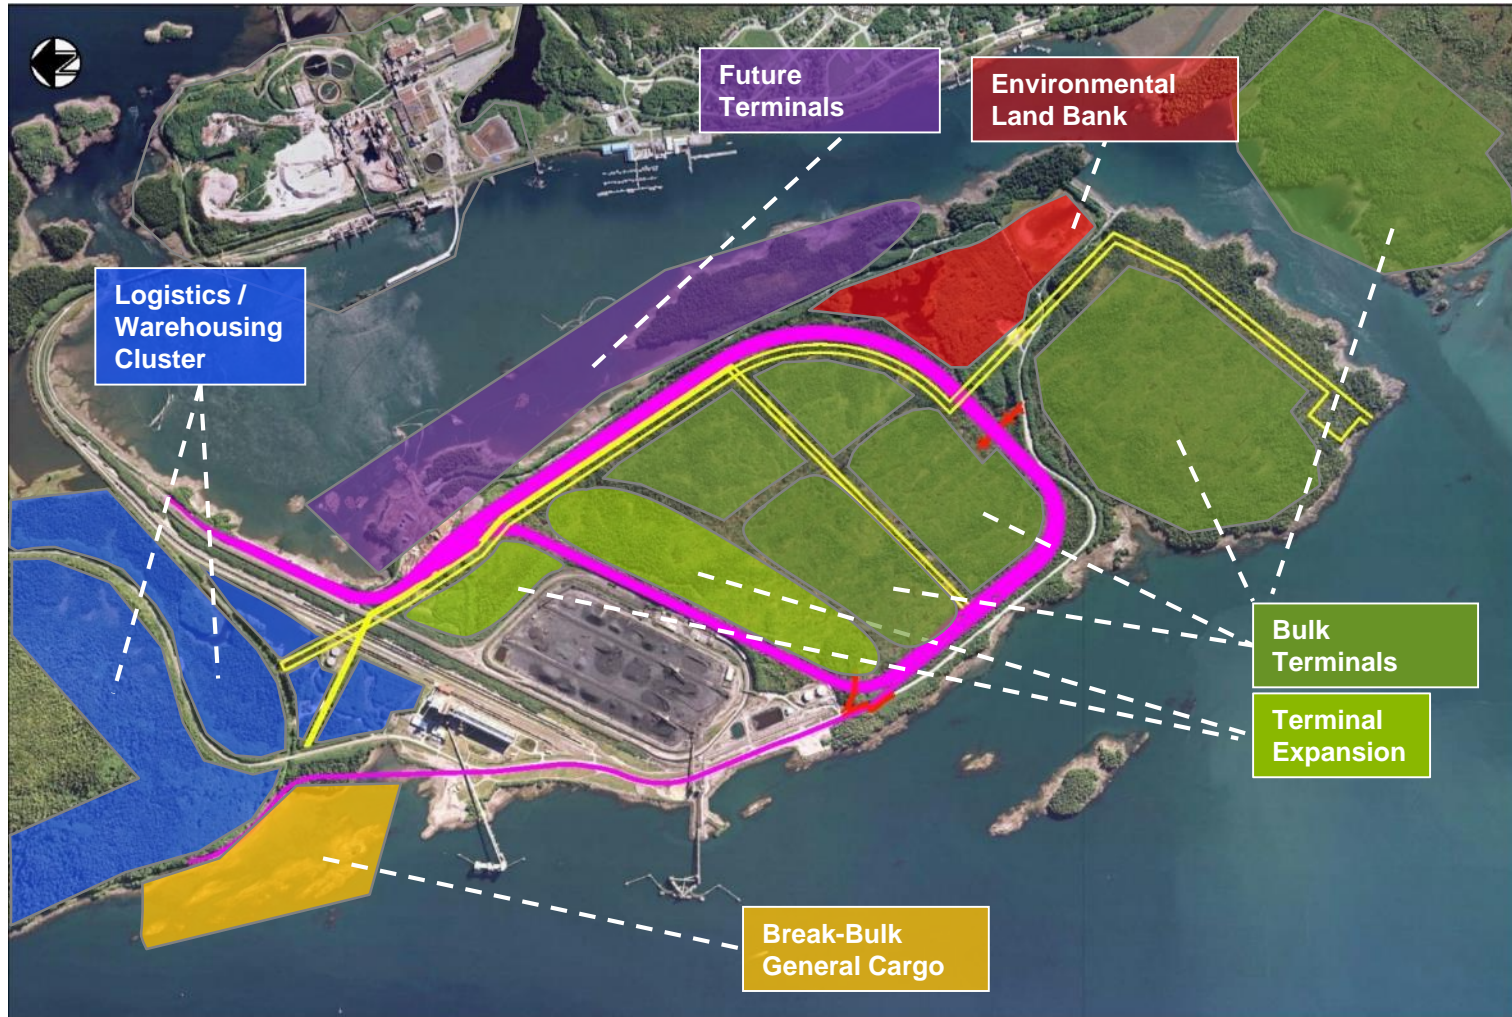 Future
Terminals
Environmental
Land Bank
Logistics /
Warehousing
Cluster
Bulk
Terminals
Terminal
Expansion
Break-Bulk
General Cargo